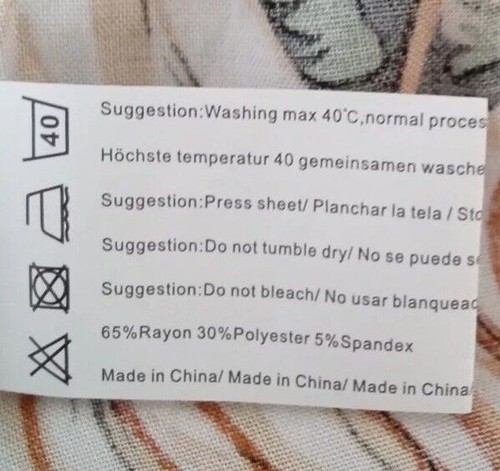 40
Suggestion:Washing max 40°C,normal proces
Höchste temperatur 40 gemeinsamen wasche
Suggestion:Press sheet/ Planchar la tela / Sto
Suggestion:Do not tumble dry/ No se puede se
Suggestion:Do not bleach/ No usar blanquead
65%Rayon 30%Polyester 5%Spandex
Made in China/ Made in China/ Made in China